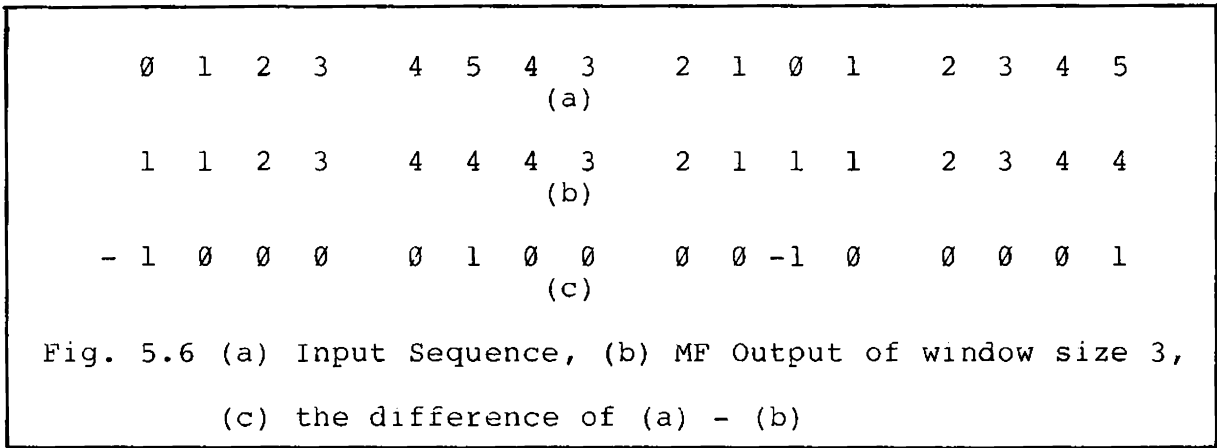 Ø 1 2 3 4 5 4 3 2 1 Ø 1 2 3 4 5
(a)
1 1 2 3 4 4 4 3 2 1 1 1 2 3 4 4
(b)
- 1 Ø Ø Ø Ø 1 Ø Ø Ø Ø -1 Ø Ø Ø Ø 1
(c)
Fig. 5.6 (a) Input Sequence, (b) MF Output of window size 3,
(c) the difference of (a) - (b)